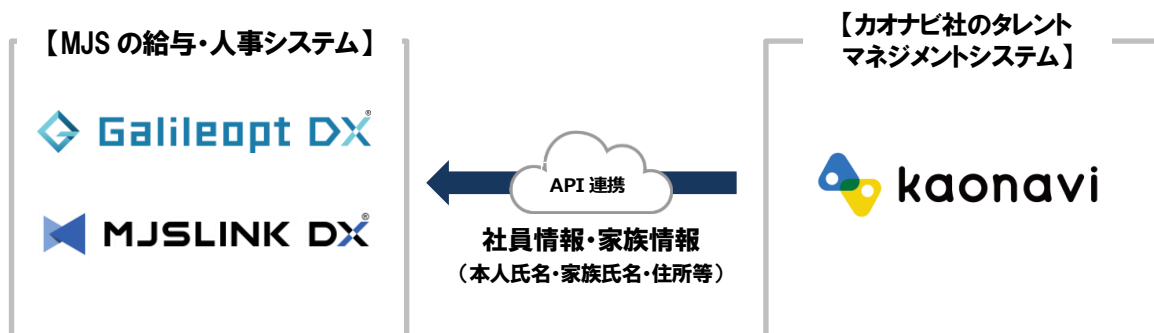 【MJS の給与・人事システム】
Galileopt DX®
MJSLINK DX®
API 連携
社員情報・家族情報
（本人氏名・家族氏名・住所等）
【カオナビ社のタレント
マネジメントシステム】
kaonavi